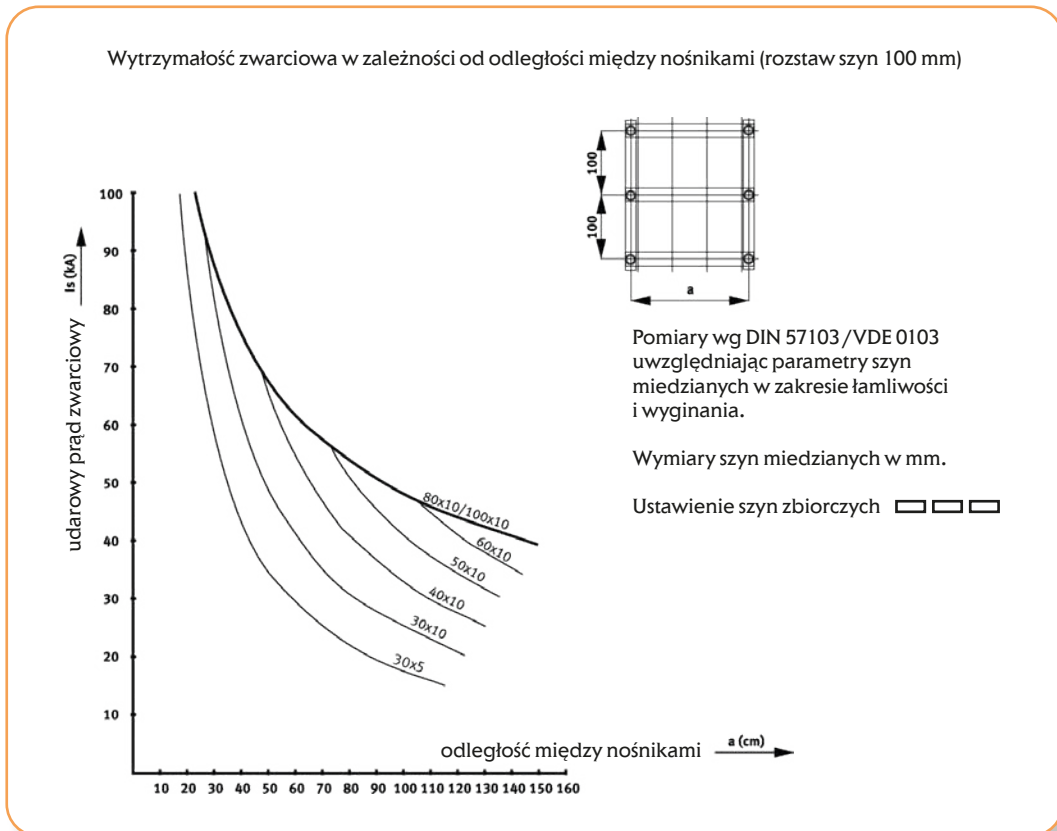 Wytrzymałość zwarciowa w zależności od odległości między nośnikami (rozstaw szyn 100 mm)
100
100
a
Pomiary wg DIN 57103/VDE 0103
uwzględniając parametry szyn
miedzianych w zakresie łamliwości
i wyginania.
Wymiary szyn miedzianych w mm.
Ustawienie szyn zbiorczych
udarowy prąd zwarciowy
Is (kA)
100
90
80
70
60
50
40
30
20
10
80x10/100x10
60x10
50x10
40x10
30x10
30x5
odległość między nośnikami
a (cm)
10 20 30 40 50 60 70 80 90 100 110 120 130 140 150 160